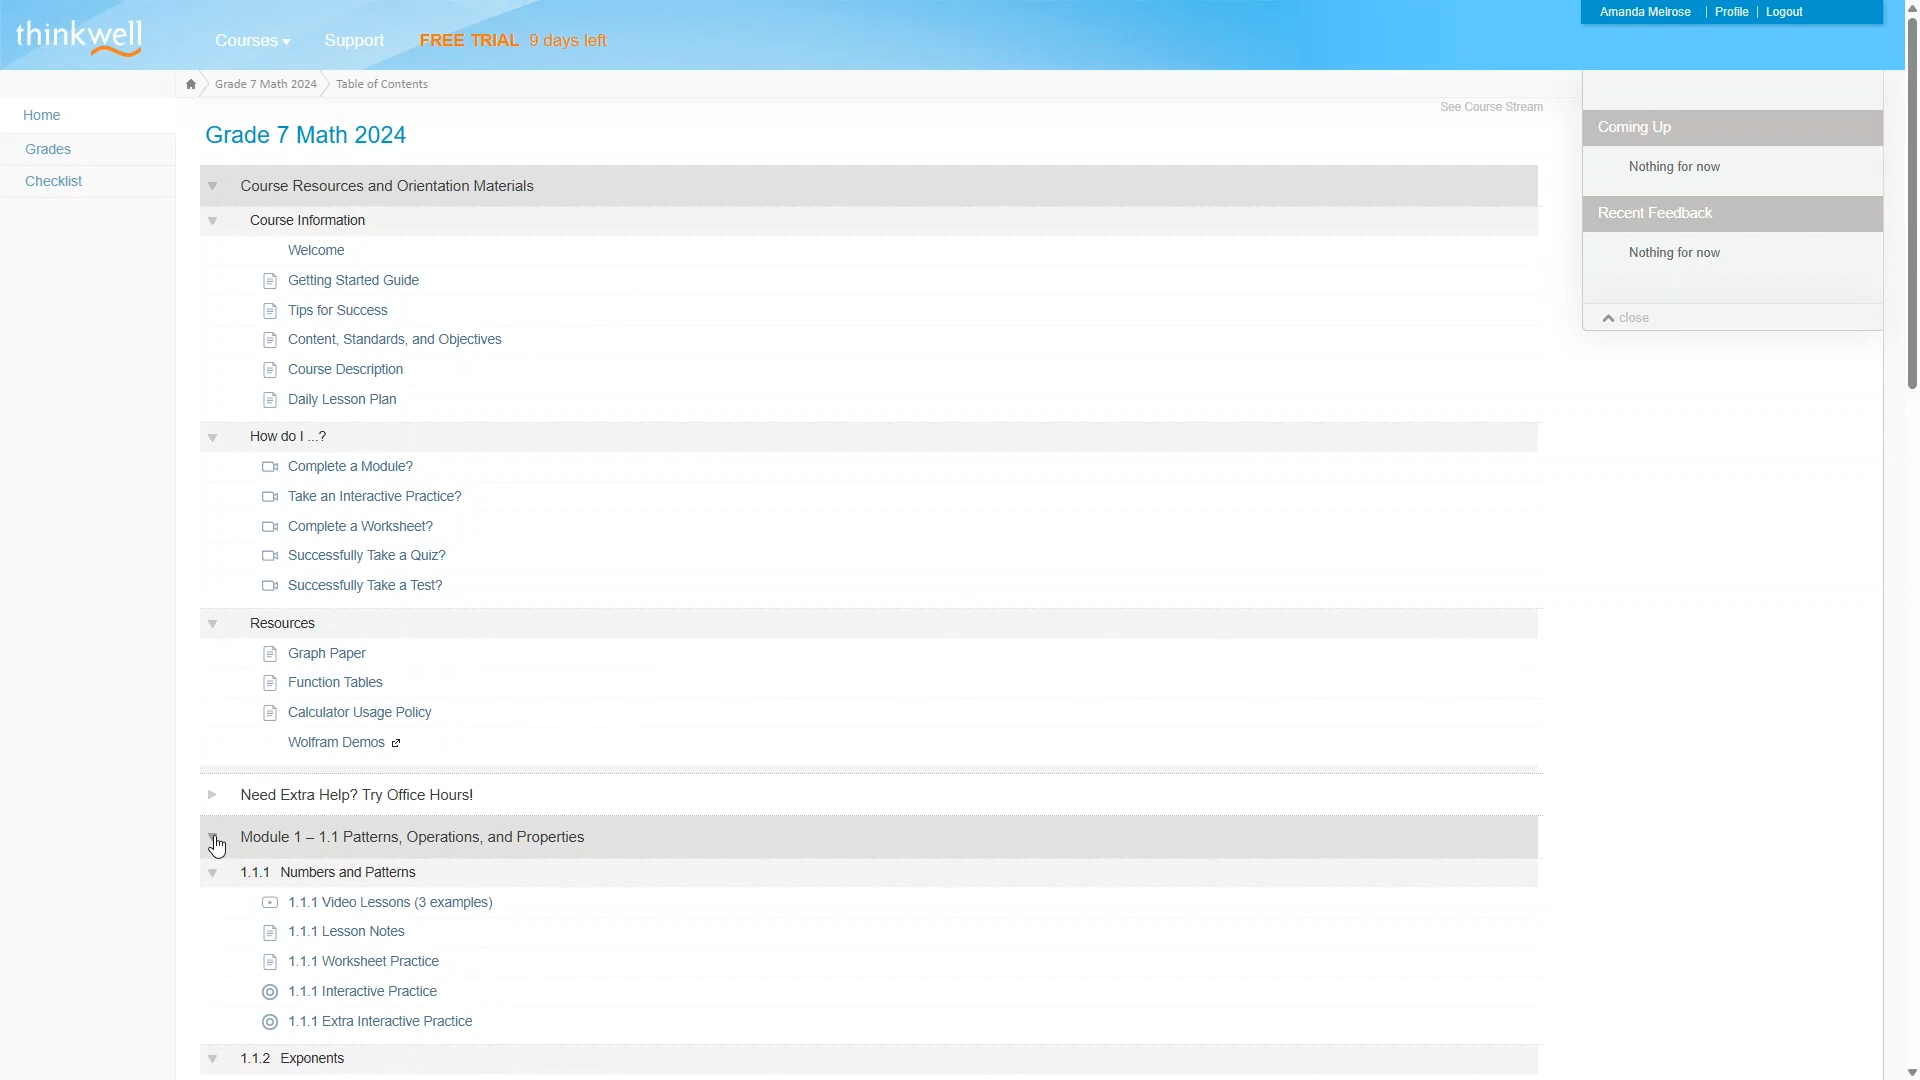 thinkwell
Courses
Support
FREE TRIAL 9 days left
Amanda Melrose
Profile
Logout
Grade 7 Math 2024
Table of Contents
See Course Stream
Home
Grades
Checklist
Grade 7 Math 2024
Course Resources and Orientation Materials
Course Information
Welcome
Getting Started Guide
Tips for Success
Content, Standards, and Objectives
Course Description
Daily Lesson Plan
How do I ...?
Complete a Module?
Take an Interactive Practice?
Complete a Worksheet?
Successfully Take a Quiz?
Successfully Take a Test?
Resources
Graph Paper
Function Tables
Calculator Usage Policy
Wolfram Demos
Need Extra Help? Try Office Hours!
Module 1 – 1.1 Patterns, Operations, and Properties
1.1.1 Numbers and Patterns
1.1.1 Video Lessons (3 examples)
1.1.1 Lesson Notes
1.1.1 Worksheet Practice
1.1.1 Interactive Practice
1.1.1 Extra Interactive Practice
1.1.2 Exponents
Coming Up
Nothing for now
Recent Feedback
Nothing for now
close